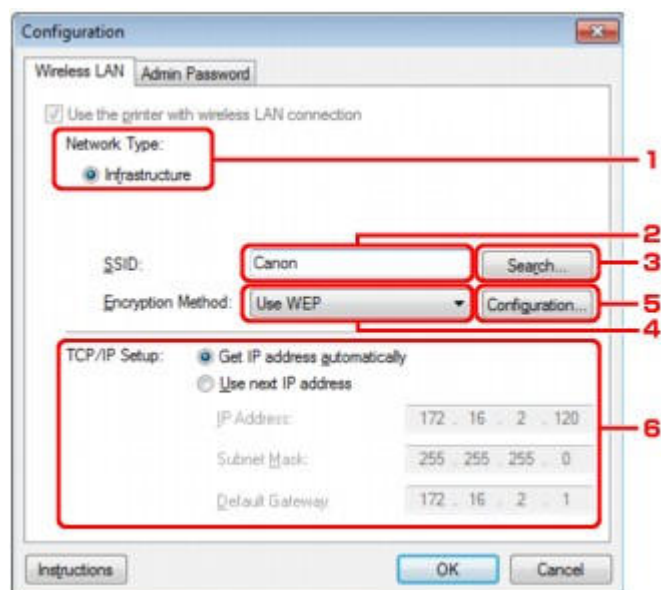 Configuration
Wireless LAN Admin Password
Use the printer with wireless LAN connection
Network Type:
1
Infrastructure
2
SSID: Canon Search...
3
Encryption Method: Use WEP Configuration...
5
4
TCP/IP Setup: Get IP address automatically
Use next IP address
IP Address: 172 . 16 . 2 . 120
6
Subnet Mask: 255 . 255 . 255 . 0
Default Gateway: 172 . 16 . 2 . 1
Instructions OK Cancel